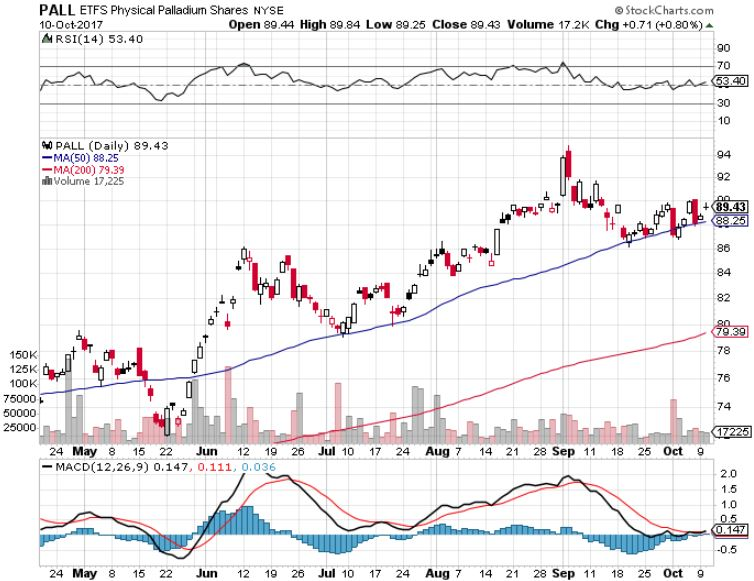 PALL ETFS Physical Palladium Shares NYSE © StockCharts.com
10-Oct-2017 Open 89.44 High 89.84 Low 89.25 Close 89.43 Volume 17.2K Chg +0.71 (+0.80%)
RSI(14) 53.40
90
70
53.40
30
10
PALL (Daily) 89.43
MA(50) 88.25
MA(200) 79.39
Volume 17,225
94
92
90
89.43
88.25
86
84
82
80
79.39
78
76
74
150K
125K
100K
75000
50000
25000
17225
24 May 8 15 22 Jun 12 19 26 Jul 10 17 24 Aug 7 14 21 28 Sep 11 18 25 Oct 9
MACD(12,26,9) 0.147, 0.111, 0.036
2.0
1.5
1.0
0.5
0.147
-0.5
24 May 8 15 22 Jun 12 19 26 Jul 10 17 24 Aug 7 14 21 28 Sep 11 18 25 Oct 9